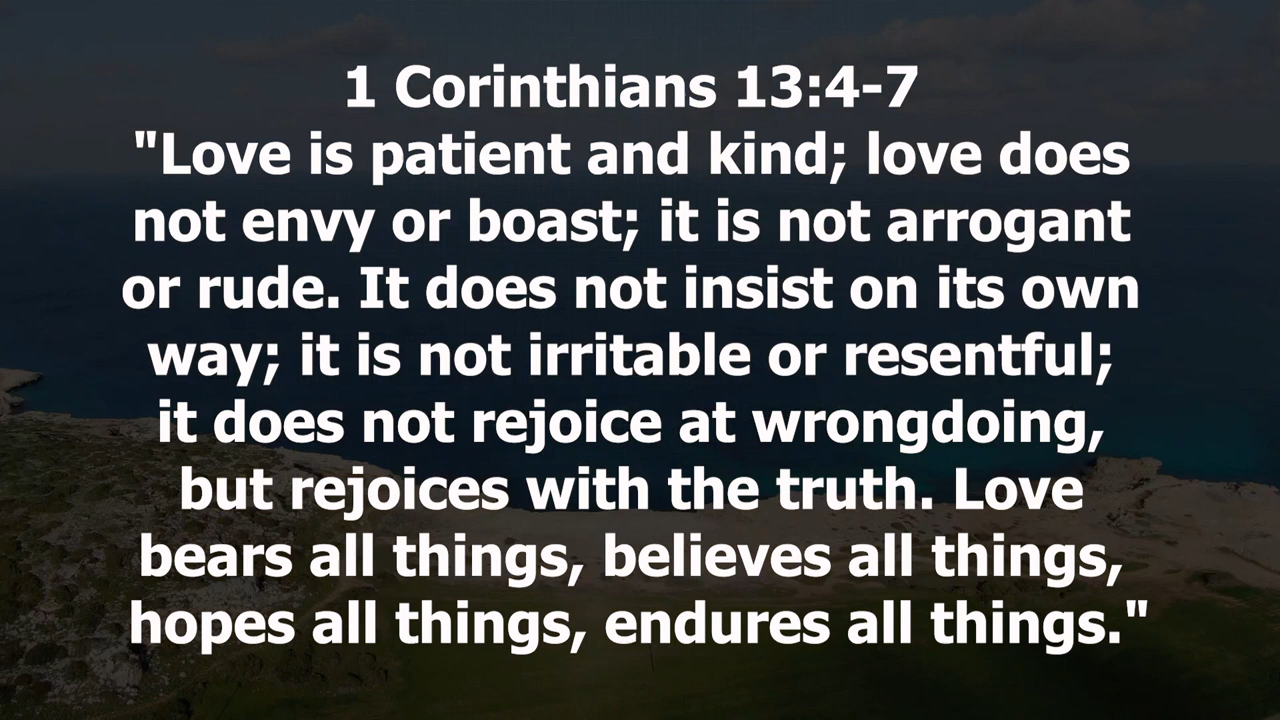 1 Corinthians 13:4-7
"Love is patient and kind; love does
not envy or boast; it is not arrogant
or rude. It does not insist on its own
way; it is not irritable or resentful;
it does not rejoice at wrongdoing,
but rejoices with the truth. Love
bears all things, believes all things,
hopes all things, endures all things."